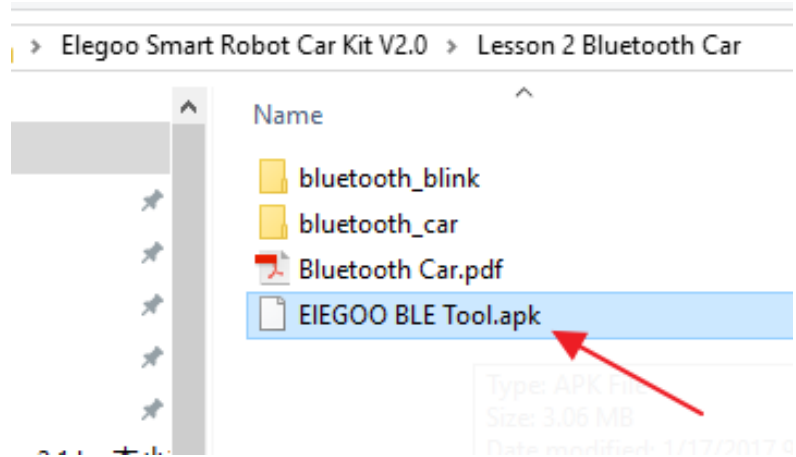 > Elegoo Smart Robot Car Kit V2.0 > Lesson 2 Bluetooth Car
Name
bluetooth_blink
bluetooth_car
Bluetooth Car.pdf
EIEGOO BLE Tool.apk
Type: APK File
Size: 3.06 MB
Date modified: 1/17/2017 9